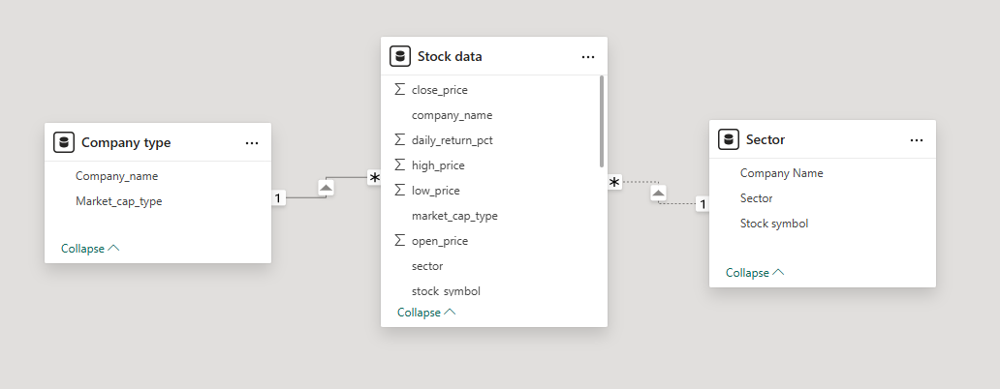 Company type
...
Company_name
Market_cap_type
Collapse
1
*
Stock data
...
Σ close_price
company_name
Σ daily_return_pct
Σ high_price
Σ low_price
market_cap_type
Σ open_price
sector
stock_symbol
Collapse
*
1
Sector
...
Company Name
Sector
Stock symbol
Collapse